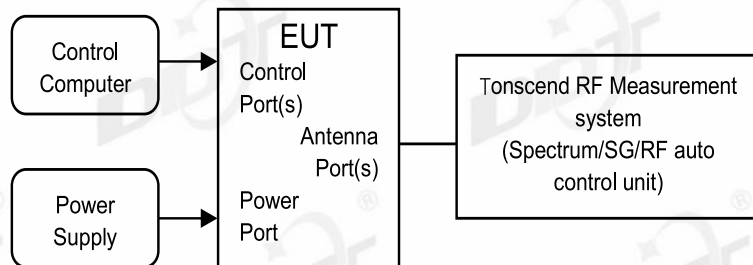 Control
Computer
EUT
Control
Port(s)
Antenna
Port(s)
Power
Port
Power
Supply
Tonscend RF Measurement
system
(Spectrum/SG/RF auto
control unit)